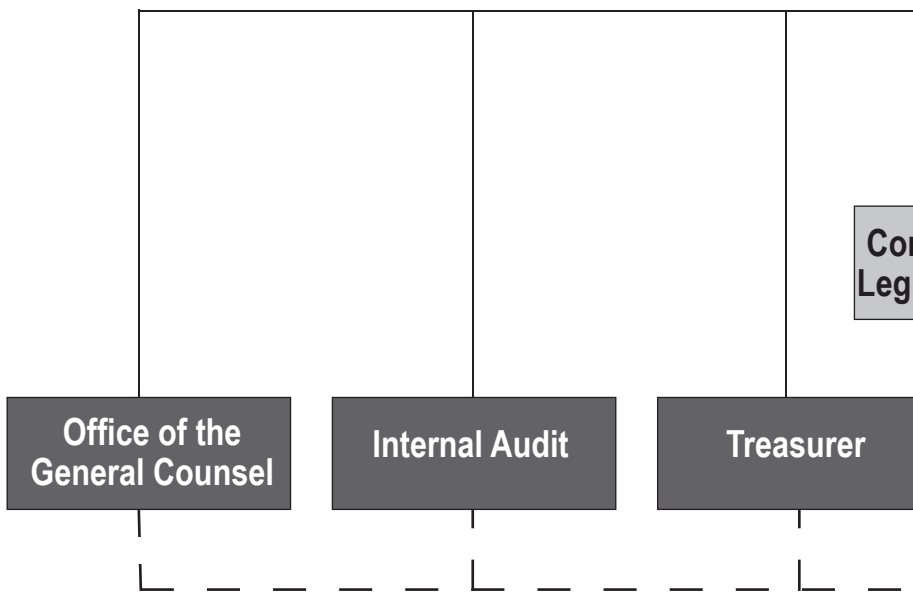 Office of the
General Counsel
Internal Audit
Treasurer